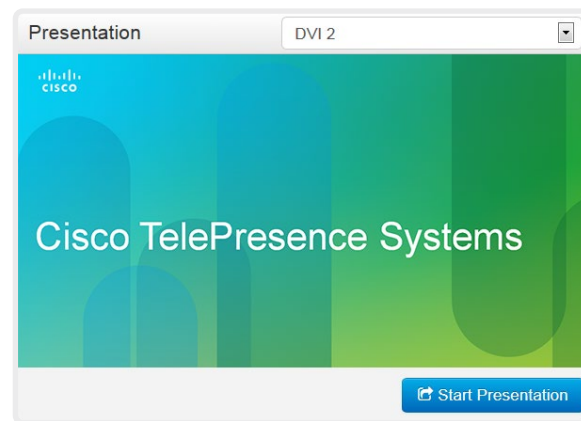 Presentation
DVI 2
CISCO
Cisco TelePresence Systems
Start Presentation